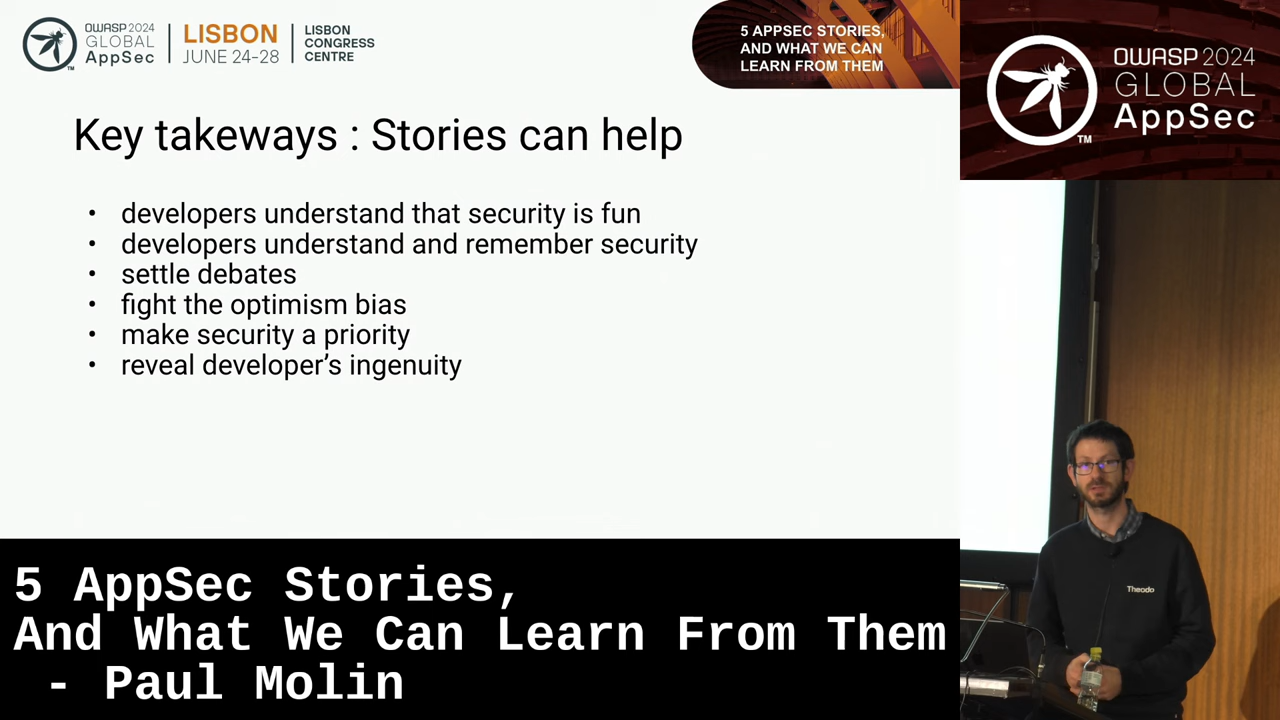 OWASP 2024
GLOBAL
AppSec
TM
LISBON
JUNE 24-28
LISBON
CONGRESS
CENTRE
5 APPSEC STORIES,
AND WHAT WE CAN
LEARN FROM THEM
OWASP 2024
GLOBAL
AppSec
TM
Key takeways : Stories can help
• developers understand that security is fun
• developers understand and remember security
• settle debates
• fight the optimism bias
• make security a priority
• reveal developer’s ingenuity
Theodo
5 AppSec Stories,
And What We Can Learn From Them
- Paul Molin